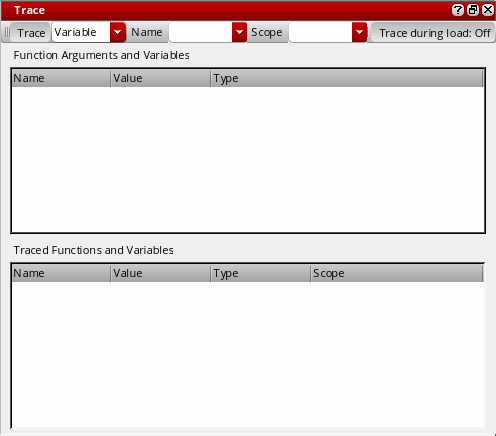 Trace
Trace Variable Name Scope Trace during load: Off
Function Arguments and Variables
Name Value Type
Traced Functions and Variables
Name Value Type Scope